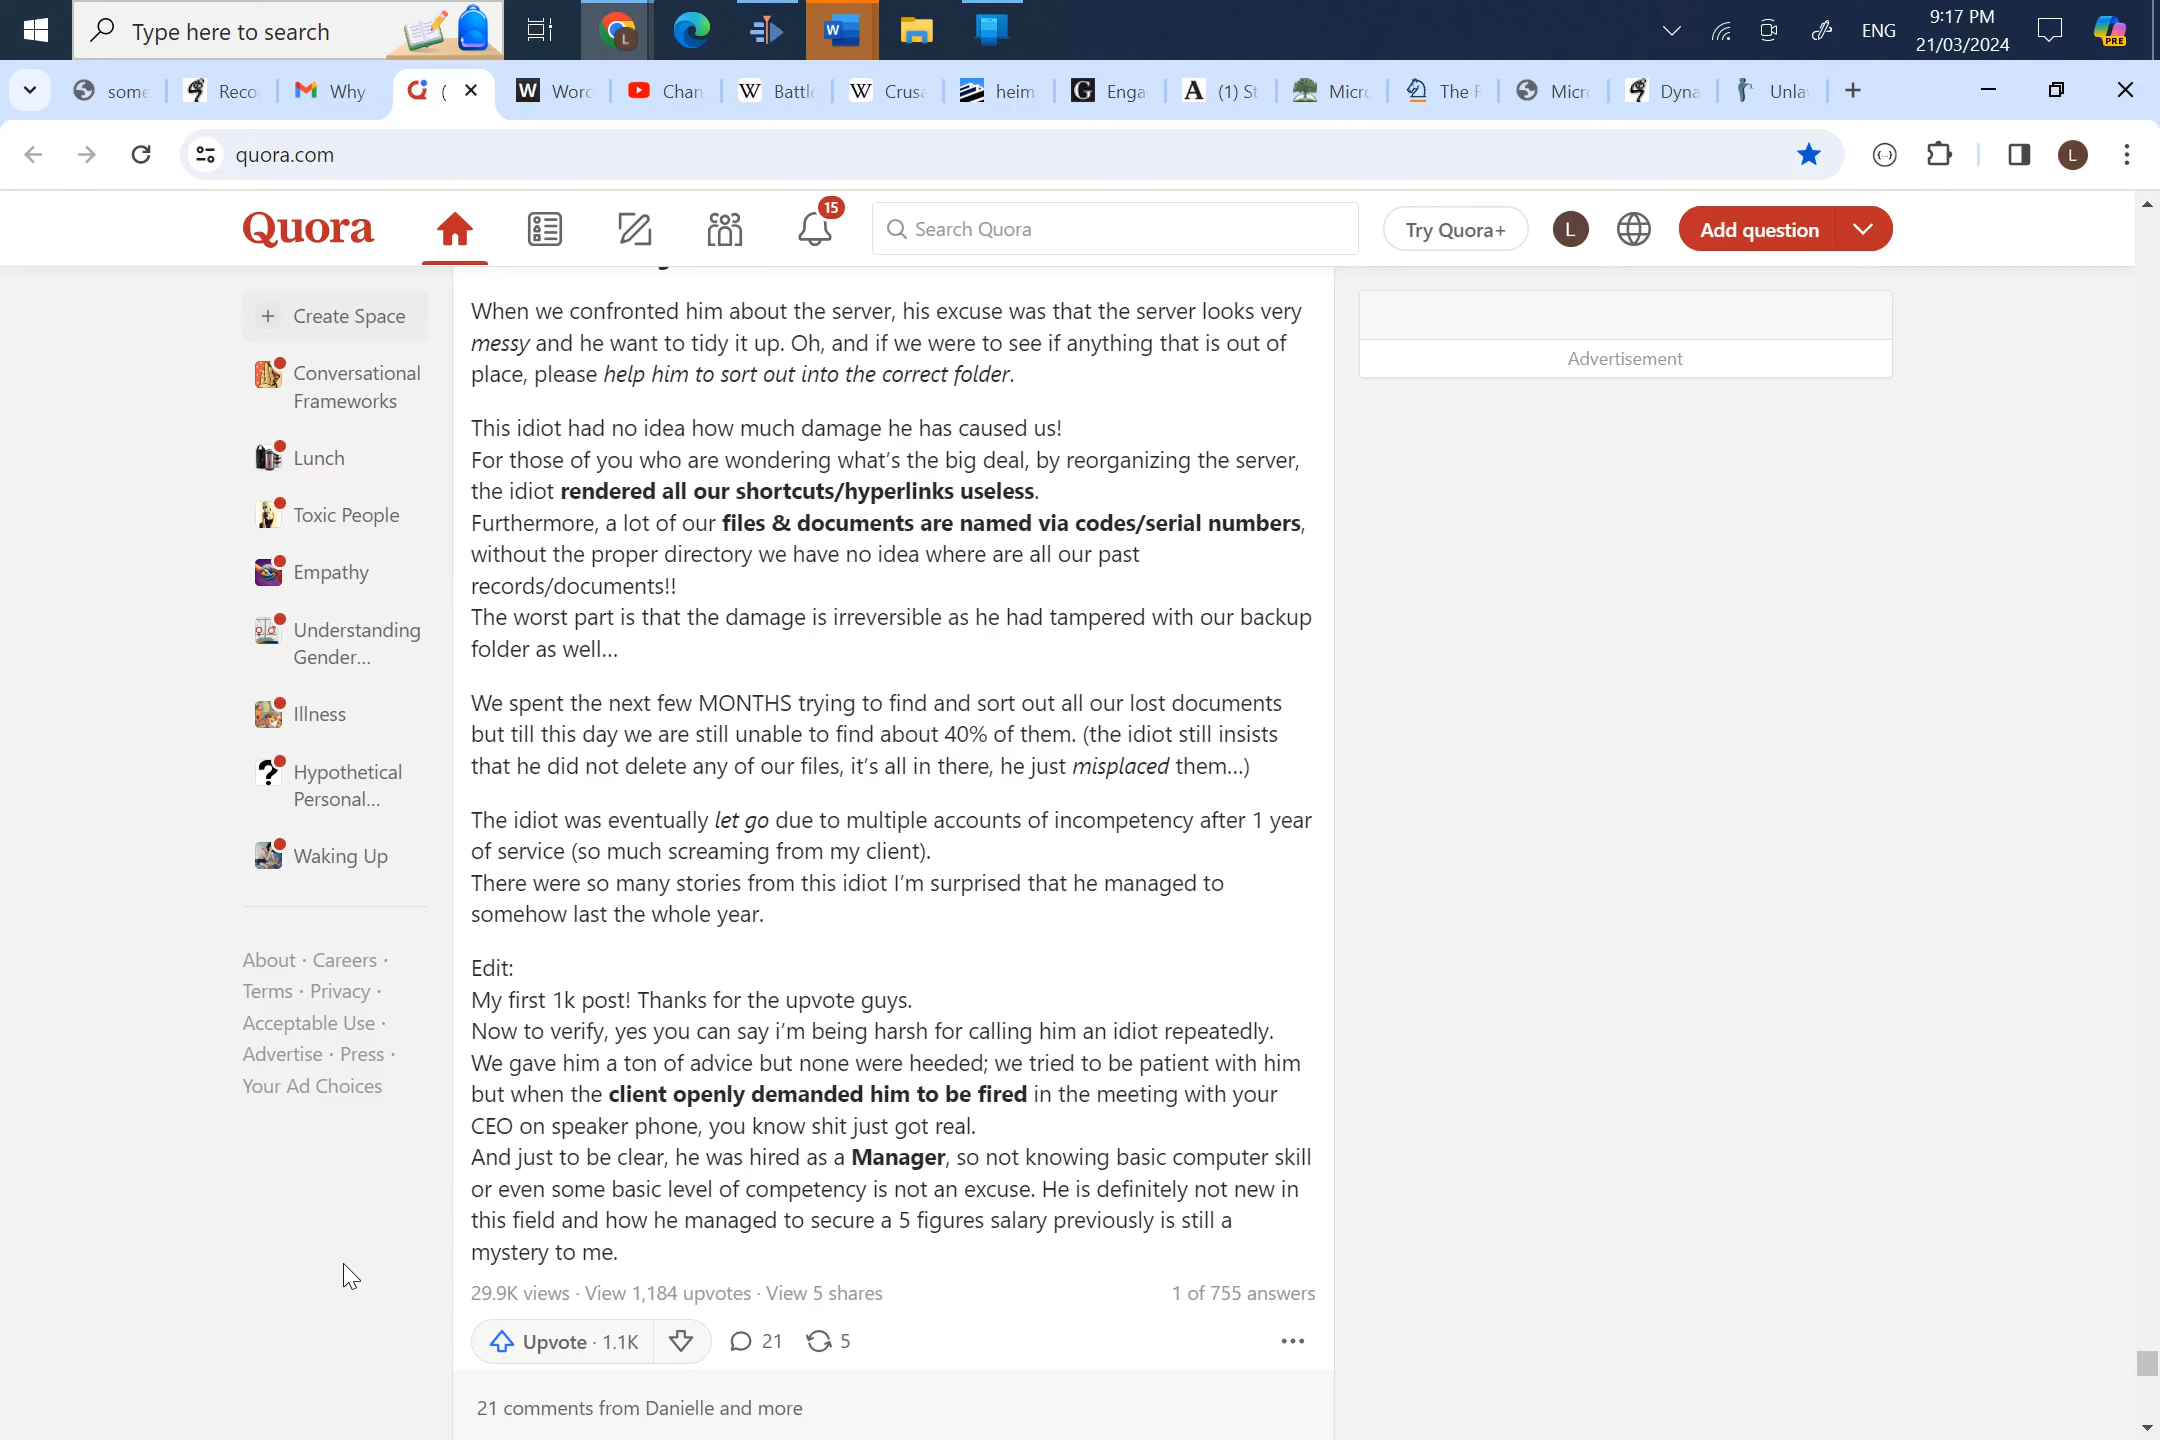 Type here to search
ENG
9:17 PM
21/03/2024
PRE
some
Reco
Why
(
Word
Chan
Battle
Crusa
heim
Enga
(1) St
Micro
The F
Micro
Dyna
Unla
quora.com
L
Quora
15
Search Quora
Try Quora+
L
Add question
Create Space
Conversational
Frameworks
Lunch
Toxic People
Empathy
Understanding
Gender...
Illness
Hypothetical
Personal...
Waking Up
About · Careers ·
Terms · Privacy ·
Acceptable Use ·
Advertise · Press ·
Your Ad Choices
When we confronted him about the server, his excuse was that the server looks very
messy and he want to tidy it up. Oh, and if we were to see if anything that is out of
place, please help him to sort out into the correct folder.
This idiot had no idea how much damage he has caused us!
For those of you who are wondering what's the big deal, by reorganizing the server,
the idiot rendered all our shortcuts/hyperlinks useless.
Furthermore, a lot of our files & documents are named via codes/serial numbers,
without the proper directory we have no idea where are all our past
records/documents!!
The worst part is that the damage is irreversible as he had tampered with our backup
folder as well...
We spent the next few MONTHS trying to find and sort out all our lost documents
but till this day we are still unable to find about 40% of them. (the idiot still insists
that he did not delete any of our files, it's all in there, he just misplaced them...)
The idiot was eventually let go due to multiple accounts of incompetency after 1 year
of service (so much screaming from my client).
There were so many stories from this idiot I'm surprised that he managed to
somehow last the whole year.
Edit:
My first 1k post! Thanks for the upvote guys.
Now to verify, yes you can say i'm being harsh for calling him an idiot repeatedly.
We gave him a ton of advice but none were heeded; we tried to be patient with him
but when the client openly demanded him to be fired in the meeting with your
CEO on speaker phone, you know shit just got real.
And just to be clear, he was hired as a Manager, so not knowing basic computer skill
or even some basic level of competency is not an excuse. He is definitely not new in
this field and how he managed to secure a 5 figures salary previously is still a
mystery to me.
29.9K views · View 1,184 upvotes · View 5 shares
1 of 755 answers
Upvote · 1.1K
21
5
21 comments from Danielle and more
Advertisement